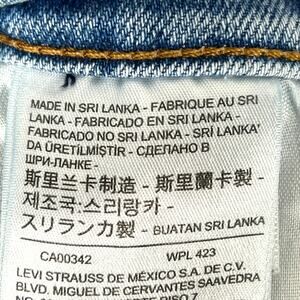 MADE IN SRI LANKA - FABRIQUE AU SRI
LANKA - FABRICADO EN SRI LANKA -
FABRICADO NO SRI LANKA - SRI LANKA'
DA ÜRETİLMİŞTİR - СДЕЛАНО В
ШРИ-ЛАНКЕ -
斯里兰卡制造 - 斯里蘭卡製 -
제조국:스리랑카 -
スリランカ製 - BUATAN SRI LANKA
CA00342 WPL 423
LEVI STRAUSS DE MÉXICO S.A. DE C.V.
BLVD. MIGUEL DE CERVANTES SAAVEDRA